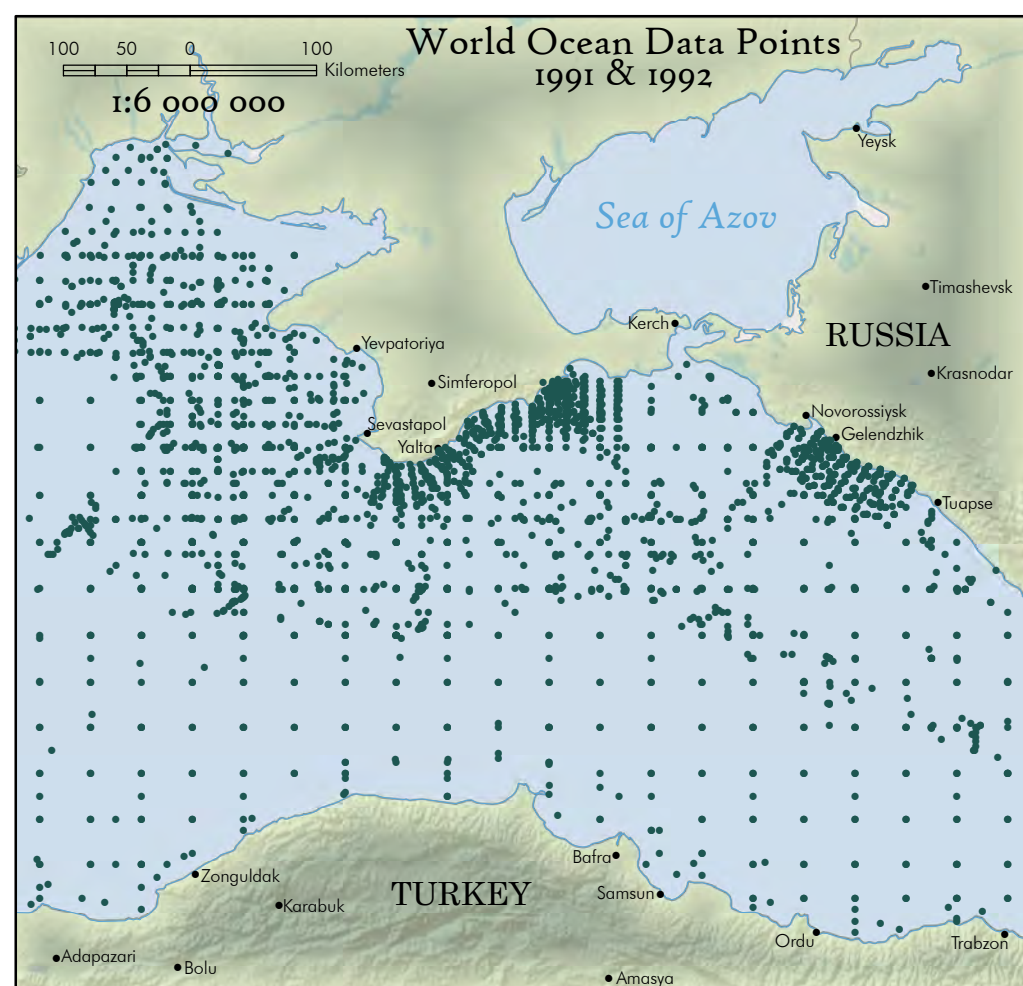 World Ocean Data Points
1991 & 1992
100 50 0 100
Kilometers
1:6 000 000
Yeysk
Sea of Azov
Timashevsk
Kerch
RUSSIA
Yevpatoriya
Krasnodar
Simferopol
Novorossiysk
Sevastapol
Gelendzhik
Yalta
Tuapse
Bafra
Zonguldak
TURKEY
Samsun
Karabuk
Ordu
Trabzon
Adapazari
Bolu
Amasya